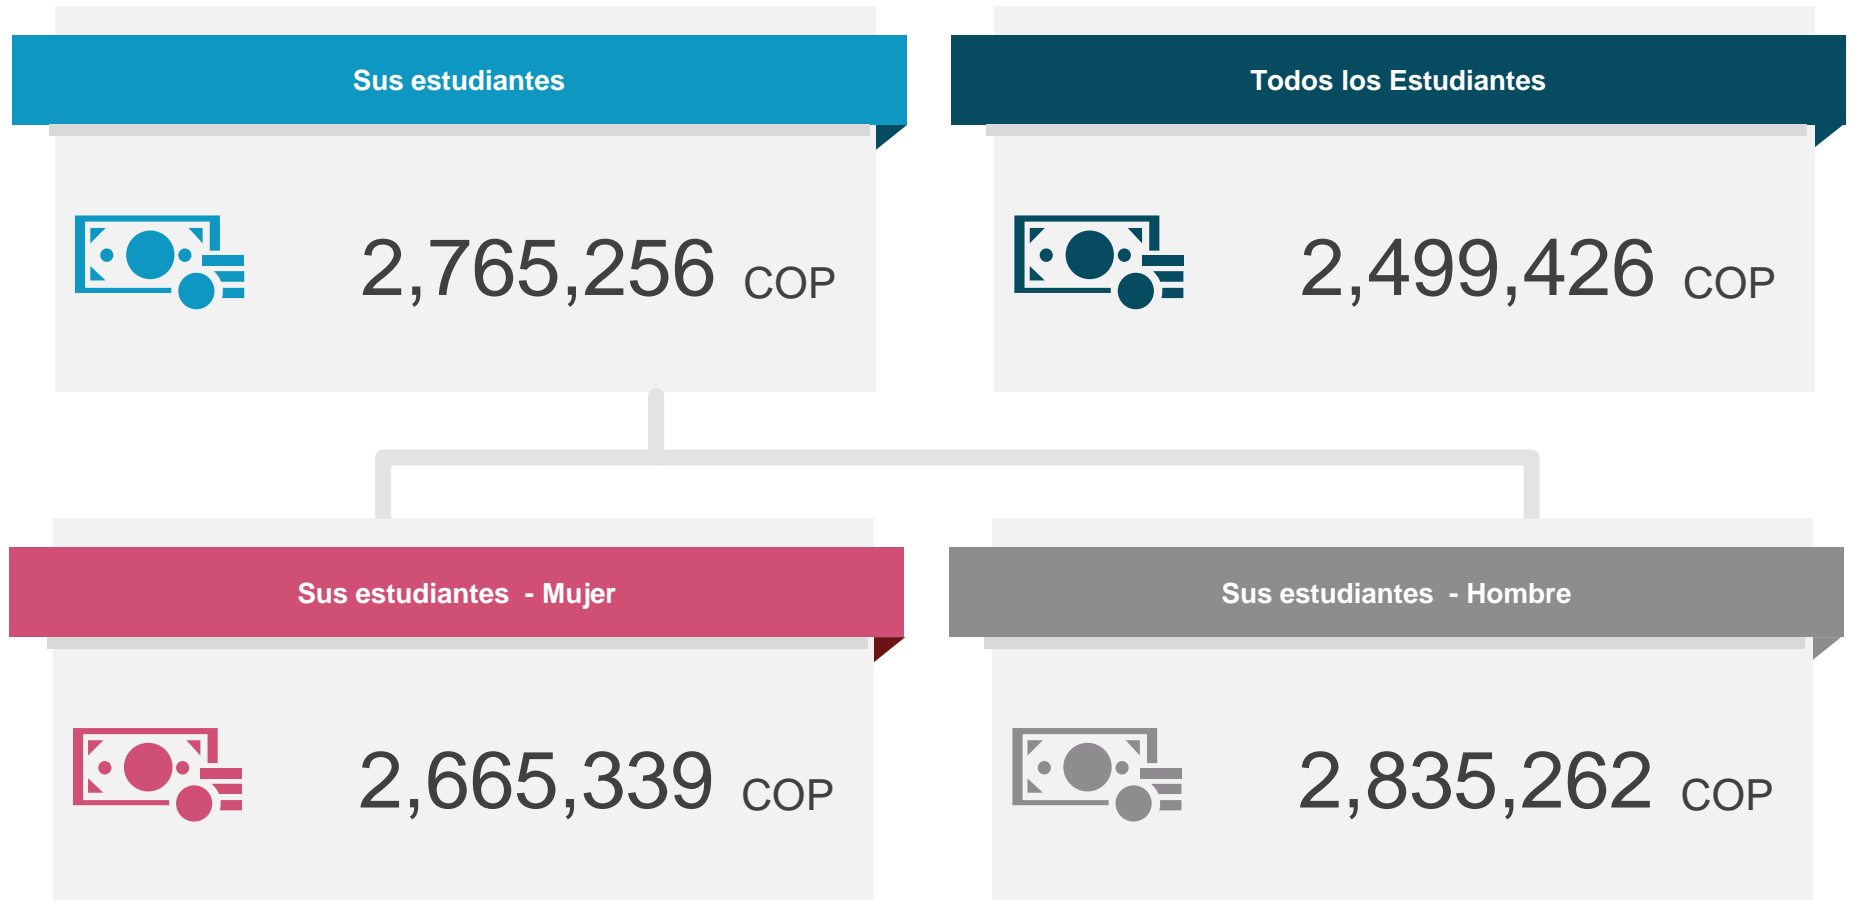 Sus estudiantes
2,765,256 COP
Todos los Estudiantes
2,499,426 COP
Sus estudiantes - Mujer
2,665,339 COP
Sus estudiantes - Hombre
2,835,262 COP